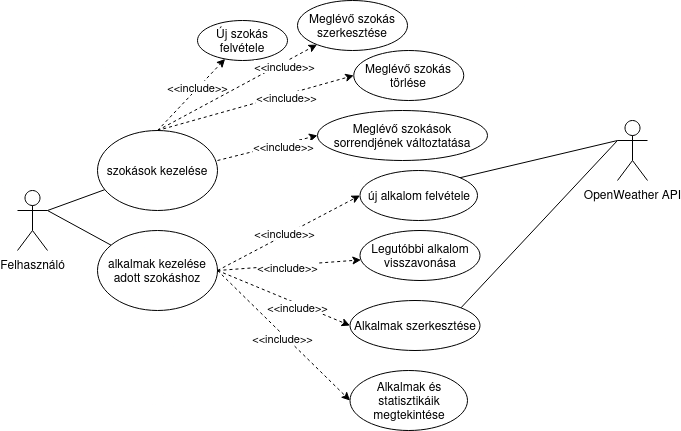 Meglévő szokás
szerkesztése
Új szokás
felvétele
<<include>>
Meglévő szokás
törlése
<<include>>
<<include>>
Meglévő szokások
sorrendjének változtatása
<<include>>
szokások kezelése
új alkalom felvétele
OpenWeather API
Felhasználó
alkalmak kezelése
adott szokáshoz
<<include>>
Legutóbbi alkalom
visszavonása
<<include>>
<<include>>
Alkalmak szerkesztése
<<include>>
Alkalmak és
statisztikáik
megtekintése